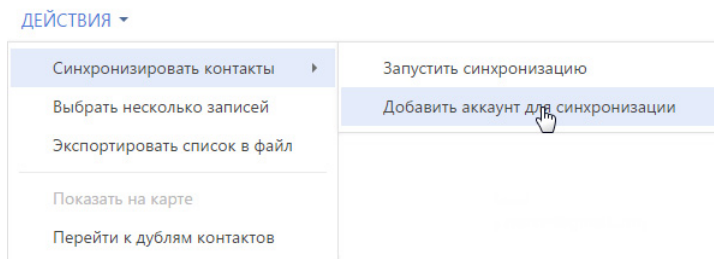 ДЕЙСТВИЯ
Синхронизировать контакты
Запустить синхронизацию
Выбрать несколько записей
Добавить аккаунт для синхронизации
Экспортировать список в файл
Показать на карте
Перейти к дублям контактов